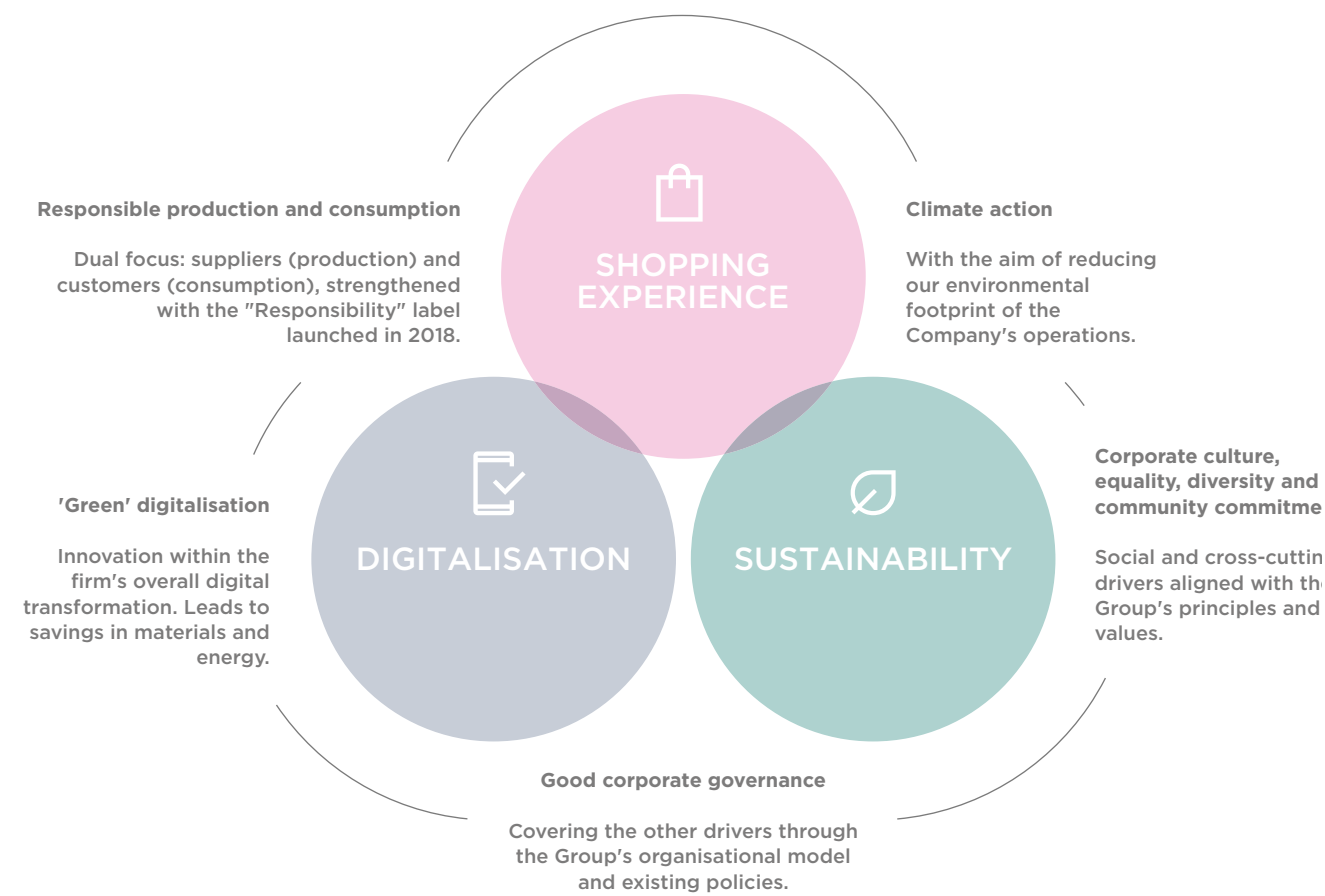 SHOPPING
EXPERIENCE
Responsible production and consumption
Dual focus: suppliers (production) and
customers (consumption), strengthened
with the "Responsibility" label
launched in 2018.
Climate action
With the aim of reducing
our environmental
footprint of the
Company's operations.
'Green' digitalisation
Innovation within the
firm's overall digital
transformation. Leads to
savings in materials and
energy.
DIGITALISATION
SUSTAINABILITY
Corporate culture,
equality, diversity and
community
Social and
drivers aligned with
Group's principles and
values.
Good corporate governance
Covering the other drivers through
the Group's organisational model
and existing policies.